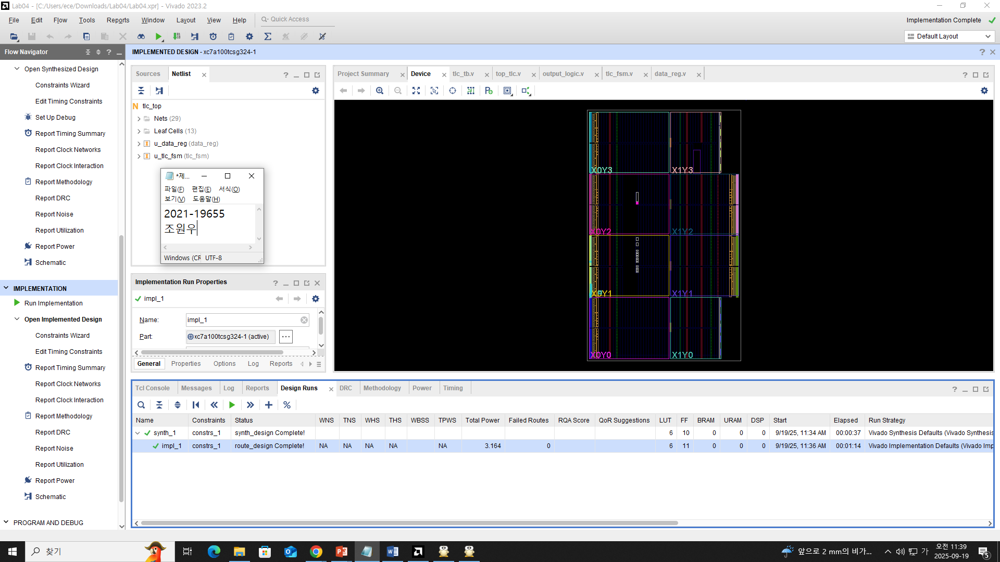 Lab04 - [C:/Users/ece/Downloads/Lab04/Lab04.xpr] - Vivado 2023.2
File Edit Flow Tools Reports Window Layout View Help
Quick Access
Implementation Complete
Default Layout
Flow Navigator
Open Synthesized Design
Constraints Wizard
Edit Timing Constraints
Set Up Debug
Report Timing Summary
Report Clock Networks
Report Clock Interaction
Report Methodology
Report DRC
Report Noise
Report Utilization
Report Power
Schematic
IMPLEMENTATION
Run Implementation
Open Implemented Design
Constraints Wizard
Edit Timing Constraints
Report Timing Summary
Report Clock Networks
Report Clock Interaction
Report Methodology
Report DRC
Report Noise
Report Utilization
Report Power
Schematic
PROGRAM AND DEBUG
IMPLEMENTED DESIGN - xc7a100tcsg324-1
Sources Netlist
tlc_top
Nets (29)
Leaf Cells (13)
u_data_reg (data_reg)
u_tlc_fsm (tlc_fsm)
*제...
파일(F) 편집(E) 서식(O)
보기(V) 도움말(H)
2021-19655
조원우
Windows (CR UTF-8
Implementation Run Properties
impl_1
Name: impl_1
Part: xc7a100tcsg324-1 (active)
General Properties Options Log Reports
Project Summary Device tlc_tb.v top_tlc.v output_logic.v tlc_fsm.v data_reg.v
X0Y3 X1Y3
X0Y2 X1Y2
X0Y1 X1Y1
X0Y0 X1Y0
Tcl Console Messages Log Reports Design Runs DRC Methodology Power Timing
Name Constraints Status WNS TNS WHS THS WBSS TPWS Total Power Failed Routes RQA Score QoR Suggestions LUT FF BRAM URAM DSP Start Elapsed Run Strategy
synth_1 constrs_1 synth_design Complete! 6 10 0 0 0 9/19/25, 11:34 AM 00:00:37 Vivado Synthesis Defaults (Vivado Synthesis
impl_1 constrs_1 route_design Complete! NA NA NA NA NA 3.164 0 6 11 0 0 0 9/19/25, 11:36 AM 00:01:14 Vivado Implementation Defaults (Vivado Imp
찾기
앞으로 2 mm의 비가...
가
오전 11:39
2025-09-19
5